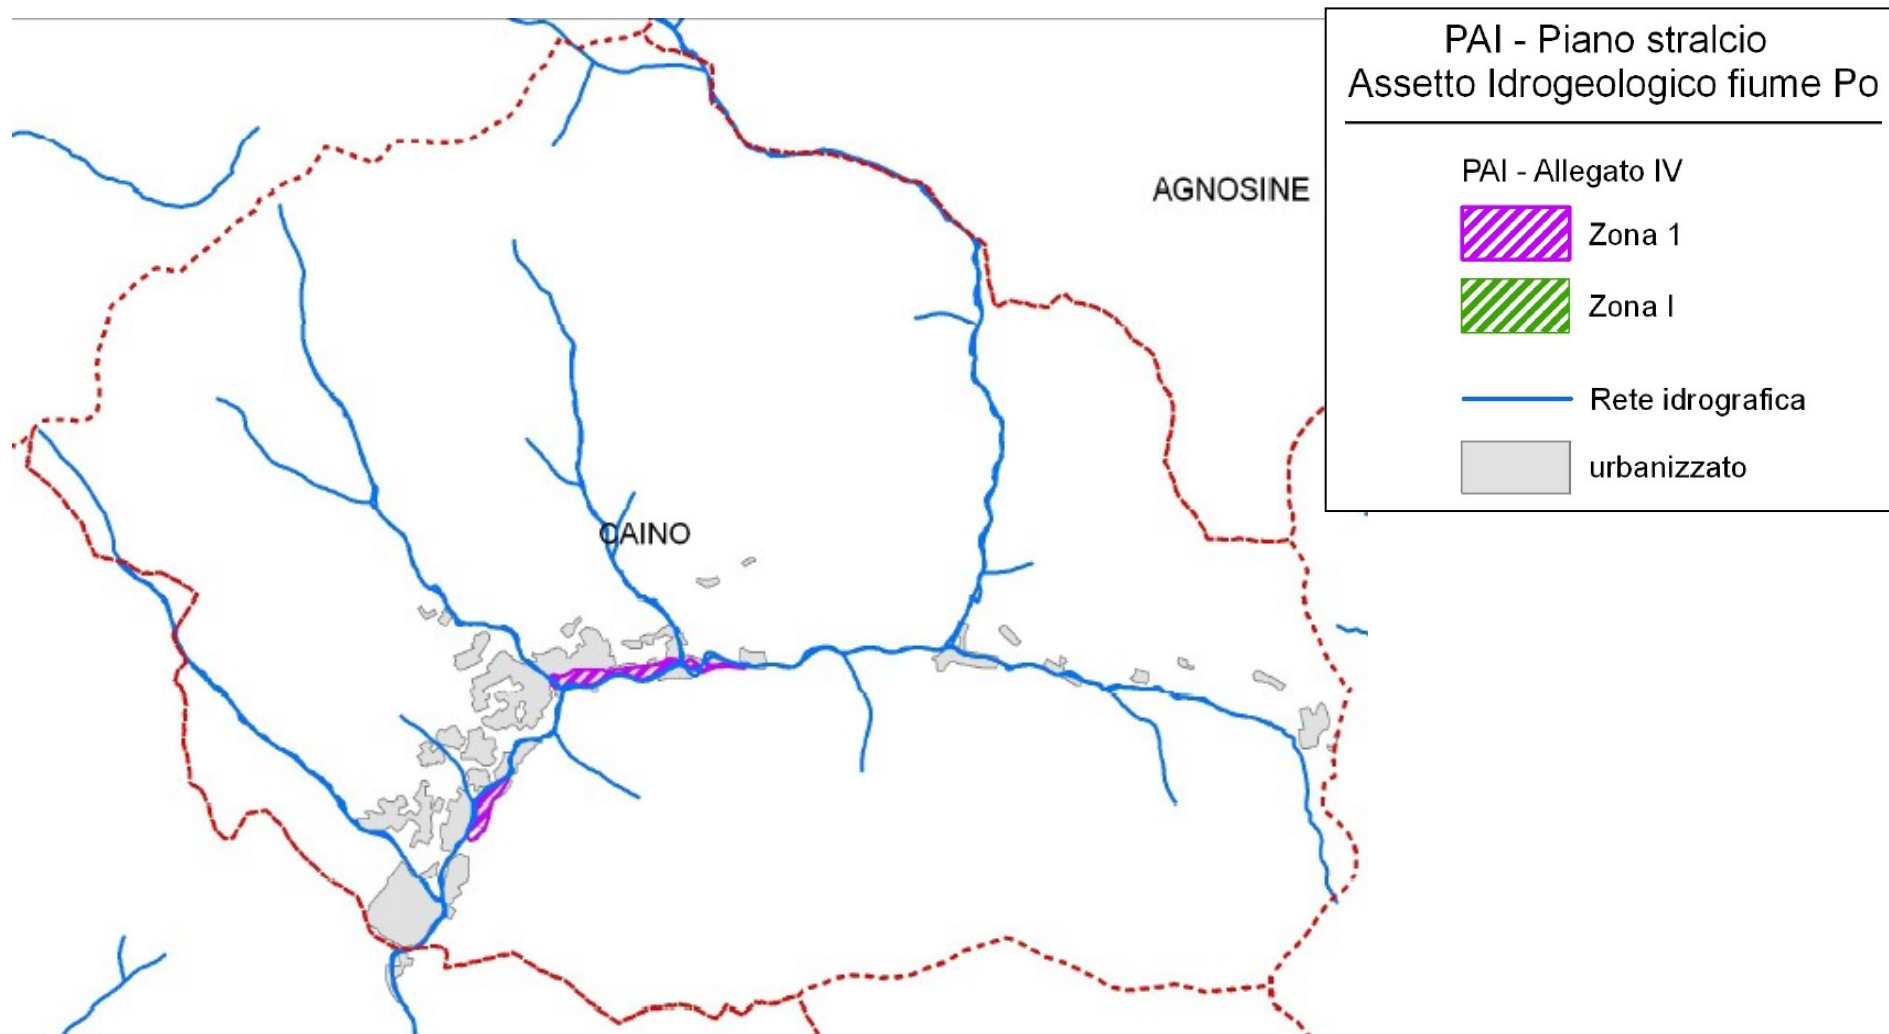 PAI - Piano stralcio
Assetto Idrogeologico fiume Po
AGNOSINE
PAI - Allegato IV
Zona 1
Zona I
Rete idrografica
urbanizzato
CAINO